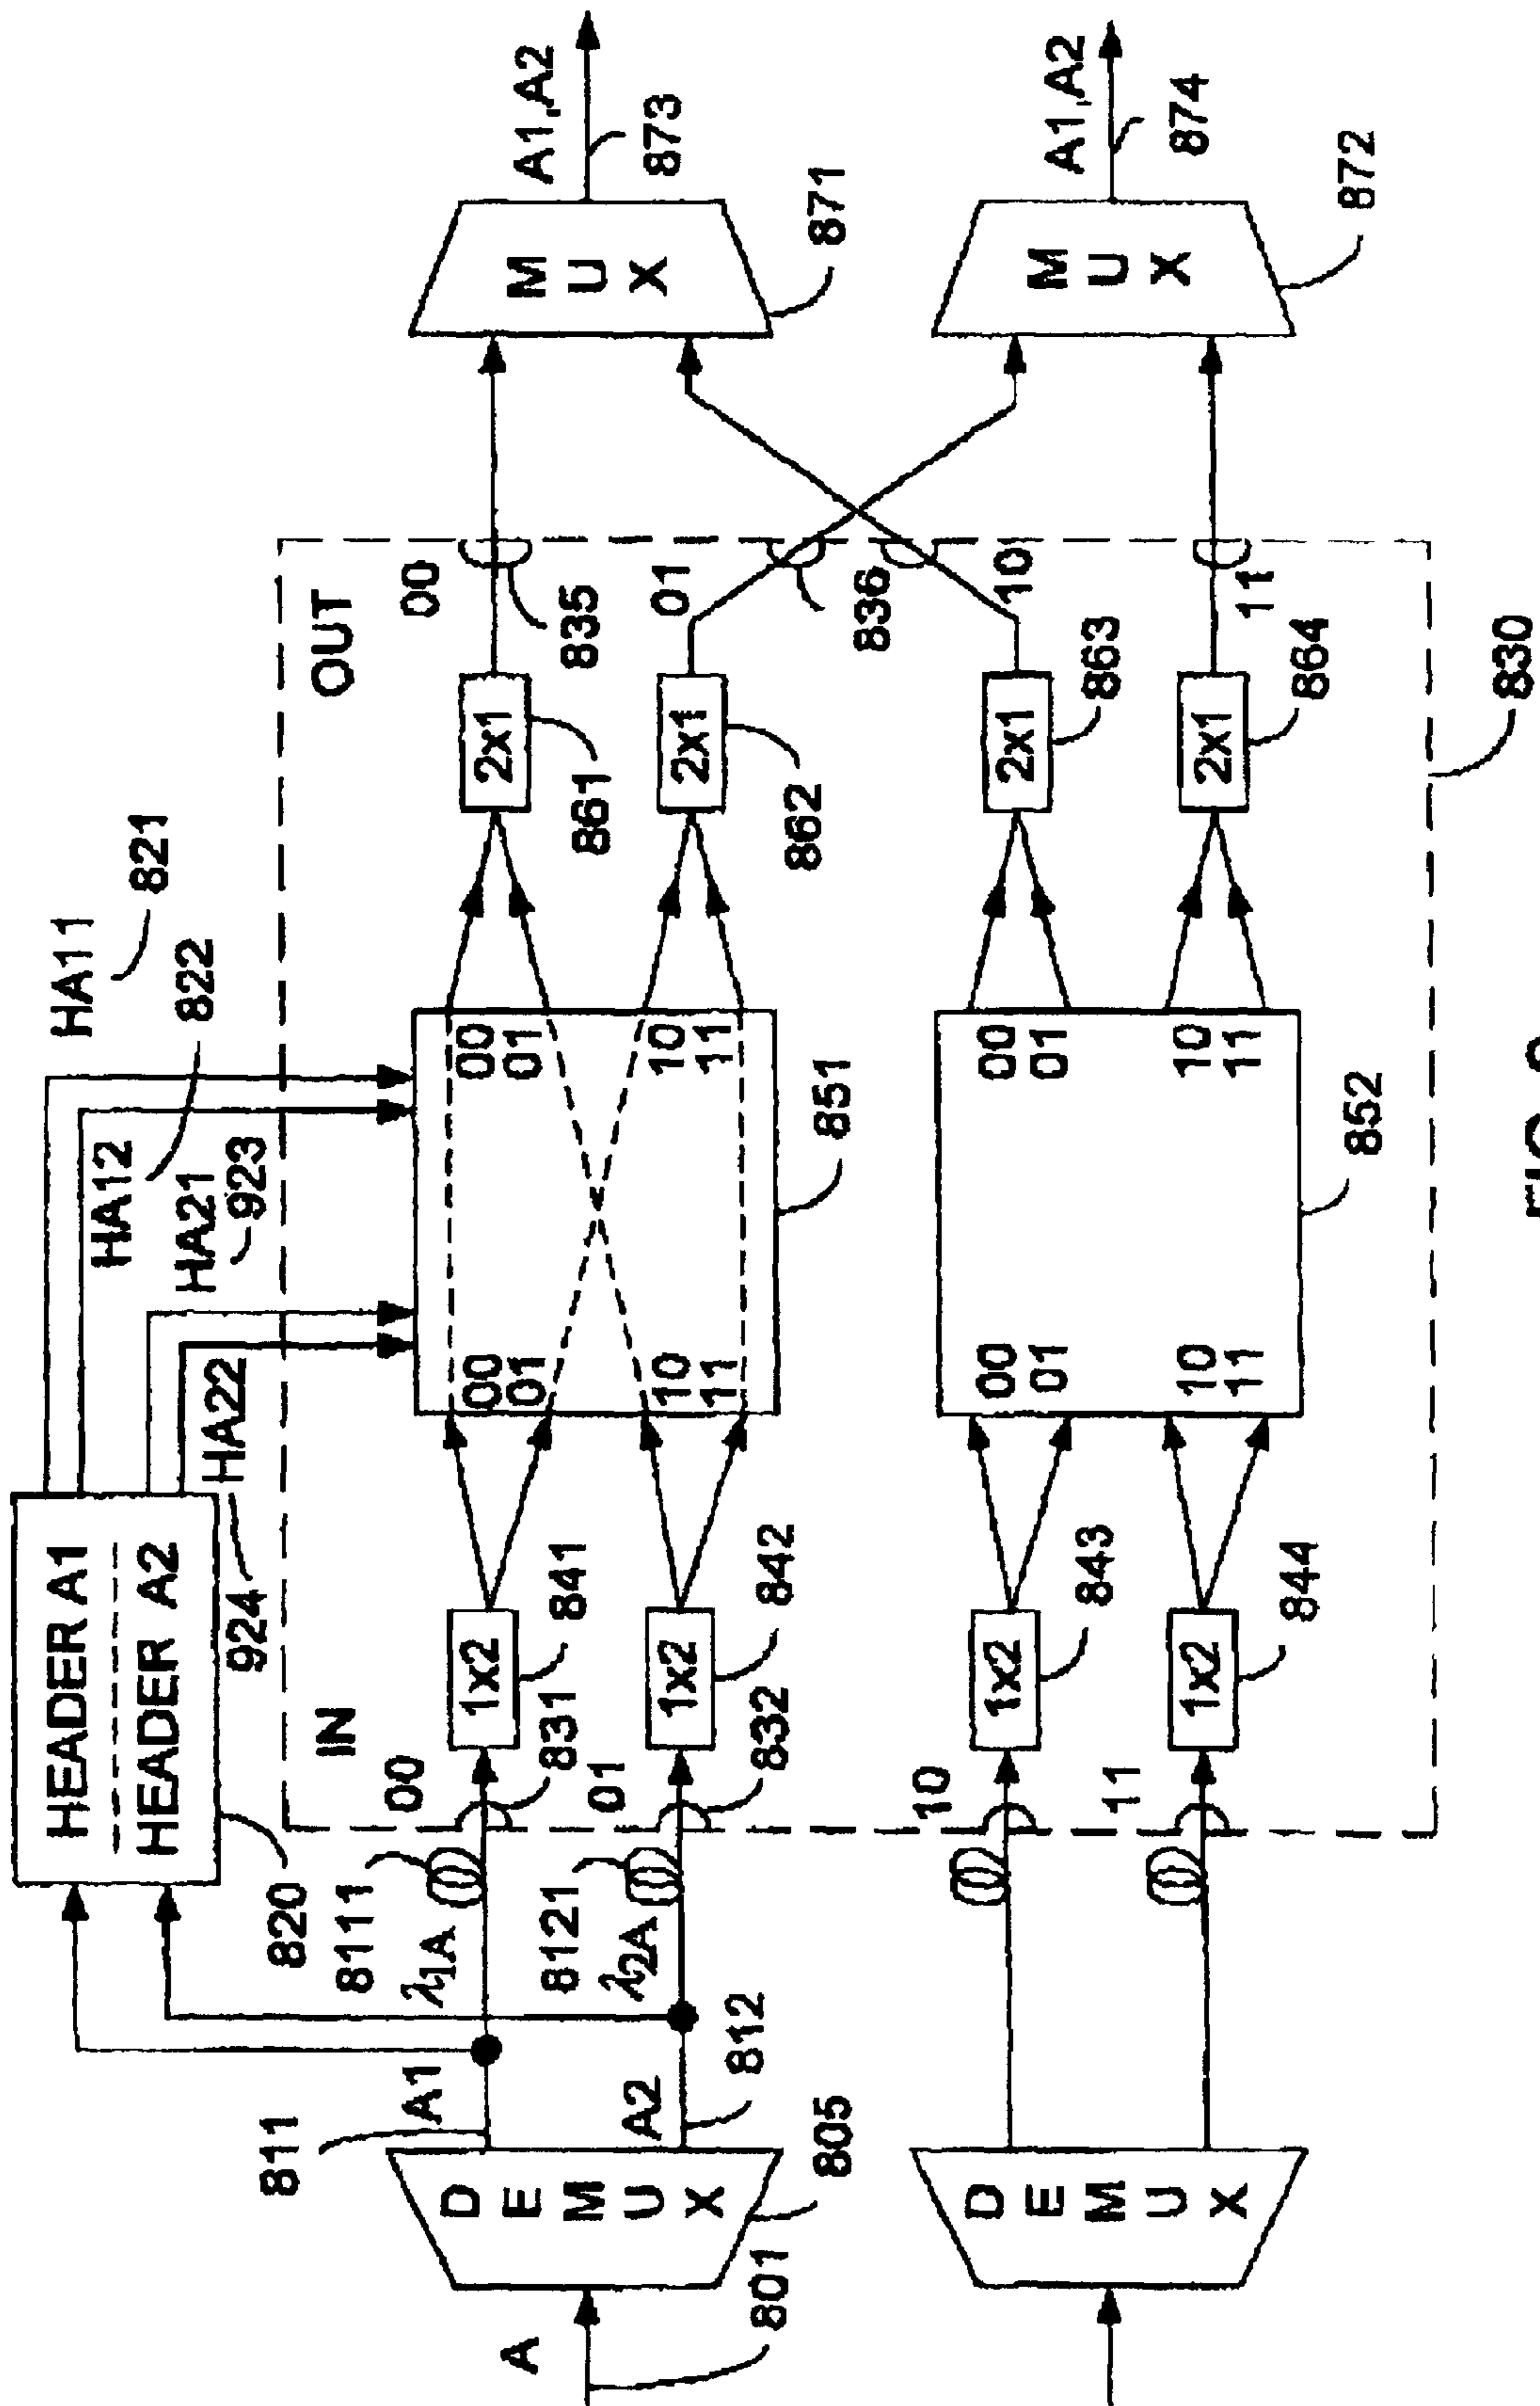 HEADER A1
HEADER A2
820
HA11
821
HA12
822
HA21
923
HA22
924
IN
OUT
A
801
DEMUX
805
811
A1
A2
812
8111
λ1A
8121
λ2A
00
831
01
832
1x2
841
1x2
842
00
01
10
11
00
01
10
11
851
2x1
861
2x1
862
00
835
01
836
MUX
871
A1,A2
873
DEMUX
10
11
1x2
843
1x2
844
00
01
10
11
00
01
10
11
852
2x1
863
2x1
864
10
11
830
MUX
872
A1,A2
874